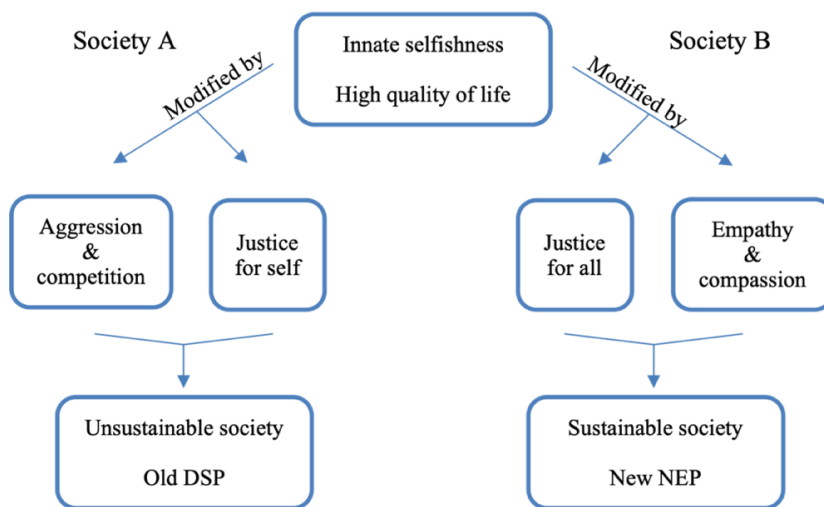 Society A
Innate selfishness
High quality of life
Society B
Modified by
Modified by
Aggression
&
competition
Justice
for self
Justice
for all
Empathy
&
compassion
Unsustainable society
Old DSP
Sustainable society
New NEP